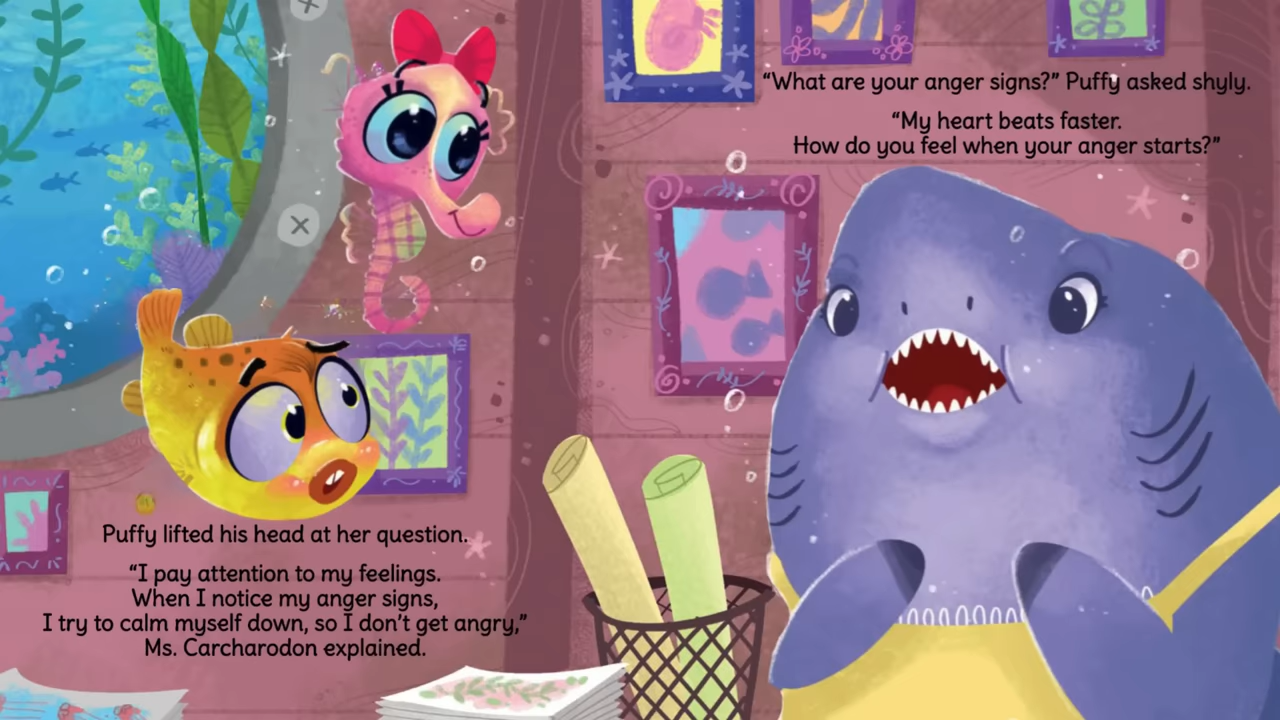 Puffy lifted his head at her question.
“I pay attention to my feelings.
When I notice my anger signs,
I try to calm myself down, so I don’t get angry,”
Ms. Carcharodon explained.
“What are your anger signs?” Puffy asked shyly.
“My heart beats faster.
How do you feel when your anger starts?”